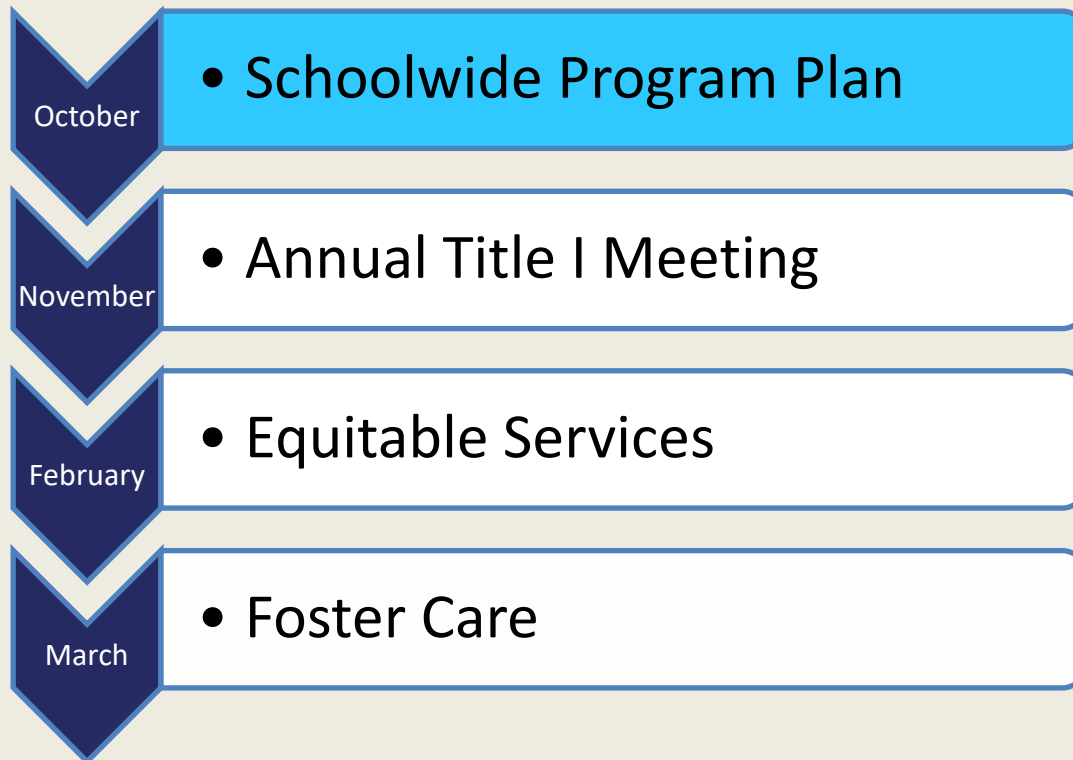 October
• Schoolwide Program Plan
November
• Annual Title I Meeting
February
• Equitable Services
March
• Foster Care